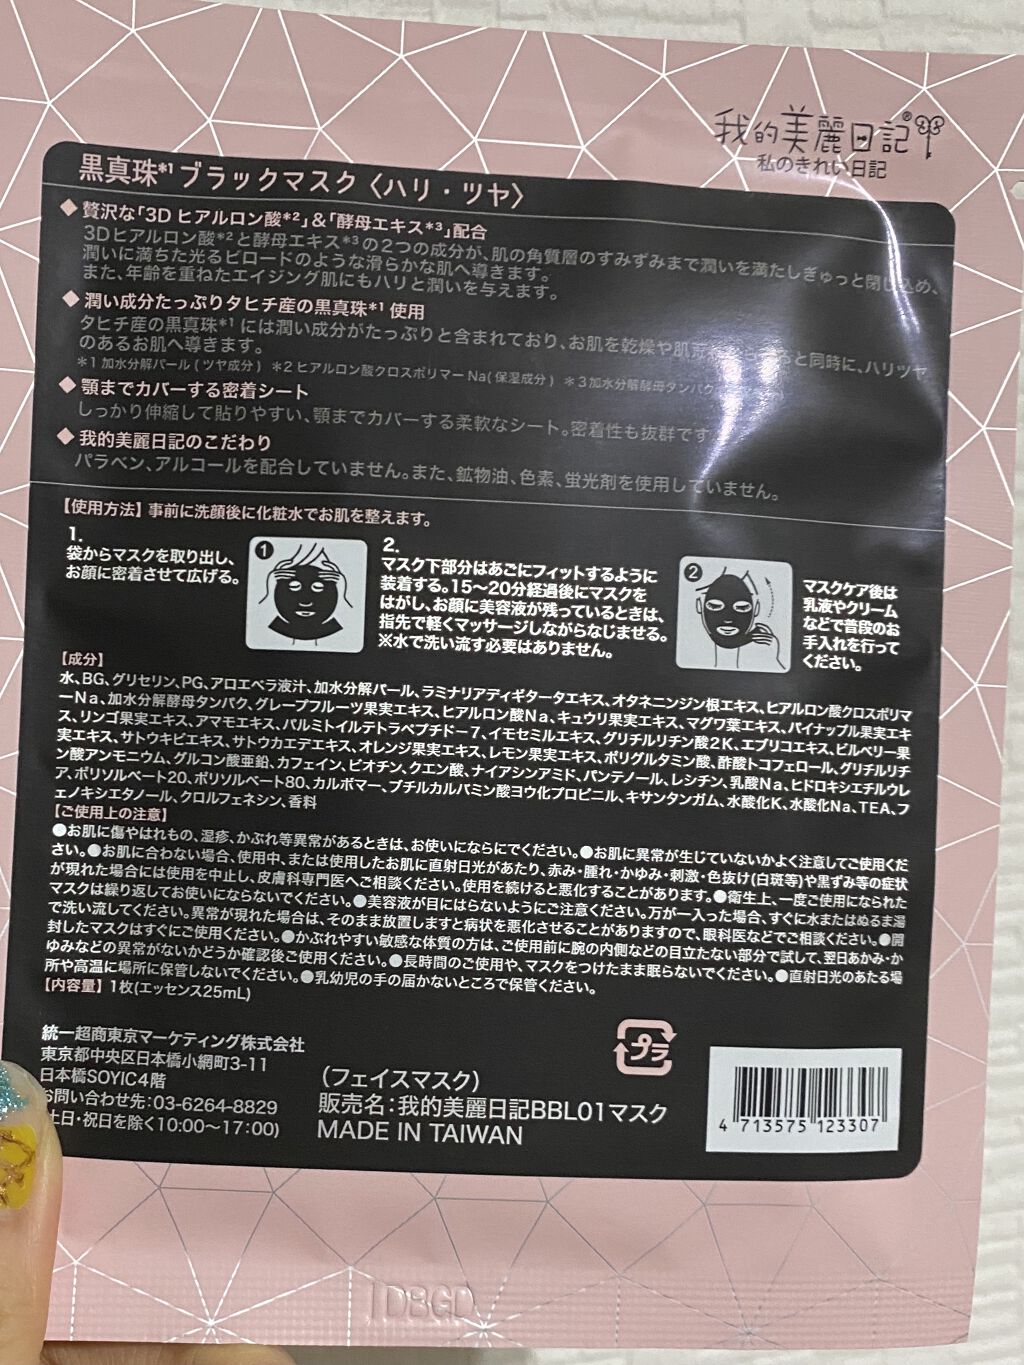 我的美麗日記®
私のきれい日記
黒真珠*1 ブラックマスク〈ハリ・ツヤ〉
◆ 贅沢な「3D ヒアルロン酸*2」&「酵母エキス*3」配合
3Dヒアルロン酸*2と酵母エキス*3の2つの成分が、肌の角質層のすみずみまで潤いを満たしぎゅっと閉じ込め、
潤いに満ちた光るビロードのような滑らかな肌へ導きます。
また、年齢を重ねたエイジング肌にもハリと潤いを与えます。
◆ 潤い成分たっぷりタヒチ産の黒真珠*1 使用
タヒチ産の黒真珠*1 には潤い成分がたっぷりと含まれており、お肌を乾燥や肌荒れ ると同時に、ハリツヤ
のあるお肌へ導きます。
*1 加水分解パール(ツヤ成分) *2 ヒアルロン酸クロスポリマーNa(保湿成分) *3加水分解酵母タンパク
◆ 顎までカバーする密着シート
しっかり伸縮して貼りやすい、顎までカバーする柔軟なシート。密着性も抜群です
◆ 我的美麗日記のこだわり
パラベン、アルコールを配合していません。また、鉱物油、色素、蛍光剤を使用していません。
【使用方法】事前に洗顔後に化粧水でお肌を整えます。
1.
袋からマスクを取り出し、
お顔に密着させて広げる。
1
2.
マスク下部分はあごにフィットするように
装着する。15〜20分経過後にマスクを
はがし、お顔に美容液が残っているときは、
指先で軽くマッサージしながらなじませる。
※水で洗い流す必要はありません。
2
マスクケア後は
乳液やクリーム
などで普段のお
手入れを行って
ください。
【成分】
水、BG、グリセリン、PG、アロエベラ液汁、加水分解パール、ラミナリアディギタータエキス、オタネニンジン根エキス、ヒアルロン酸クロスポリマ
ーNa、加水分解酵母タンパク、グレープフルーツ果実エキス、ヒアルロン酸Na、キュウリ果実エキス、マグワ葉エキス、パイナップル果実エキ
ス、リンゴ果実エキス、アマモエキス、パルミトイルテトラペプチド-7、イモセミルエキス、グリチルリチン酸2K、エプリコエキス、ビルベリー果
実エキス、サトウキビエキス、サトウカエデエキス、オレンジ果実エキス、レモン果実エキス、ポリグルタミン酸、酢酸トコフェロール、グリチルリチ
ン酸アンモニウム、グルコン酸亜鉛、カフェイン、ビオチン、クエン酸、ナイアシンアミド、パンテノール、レシチン、乳酸Na、ヒドロキシエチルウレ
ア、ポリソルベート20、ポリソルベート80、カルボマー、ブチルカルバミン酸ヨウ化プロピニル、キサンタンガム、水酸化K、水酸化Na、TEA、フ
ェノキシエタノール、クロルフェネシン、香料
【ご使用上の注意】
●お肌に傷やはれもの、湿疹、かぶれ等異常があるときは、お使いにならにでください。●お肌に異常が生じていないかよく注意してご使用くだ
さい。●お肌に合わない場合、使用中、または使用したお肌に直射日光があたり、赤み・腫れ・かゆみ・刺激・色抜け(白斑等)や黒ずみ等の症状
が現れた場合には使用を中止し、皮膚科専門医へご相談ください。使用を続けると悪化することがあります。●衛生上、一度ご使用になられた
マスクは繰り返してお使いにならないでください。●美容液が目にはらないようにご注意ください。万が一入った場合、すぐに水またはぬるま湯
で洗い流してください。異常が現れた場合は、そのまま放置しますと病状を悪化させることがありますので、眼科医などでご相談ください。●開
封したマスクはすぐにご使用ください。●かぶれやすい敏感な体質の方は、ご使用前に腕の内側などの目立たない部分で試して、翌日あかみ・か
ゆみなどの異常がないかどうか確認後ご使用ください。●長時間のご使用や、マスクをつけたまま眠らないでください。●直射日光のあたる場
所や高温に場所に保管しないでください。●乳幼児の手の届かないところで保管ください。
【内容量】1枚(エッセンス25mL)
統一超商東京マーケティング株式会社
東京都中央区日本橋小網町3-11
日本橋SOYIC4階
お問い合わせ先:03-6264-8829
土日・祝日を除く10:00〜17:00)
(フェイスマスク)
販売名:我的美麗日記BBL01マスク
MADE IN TAIWAN
プラ
4 713575 123307
IDBGD